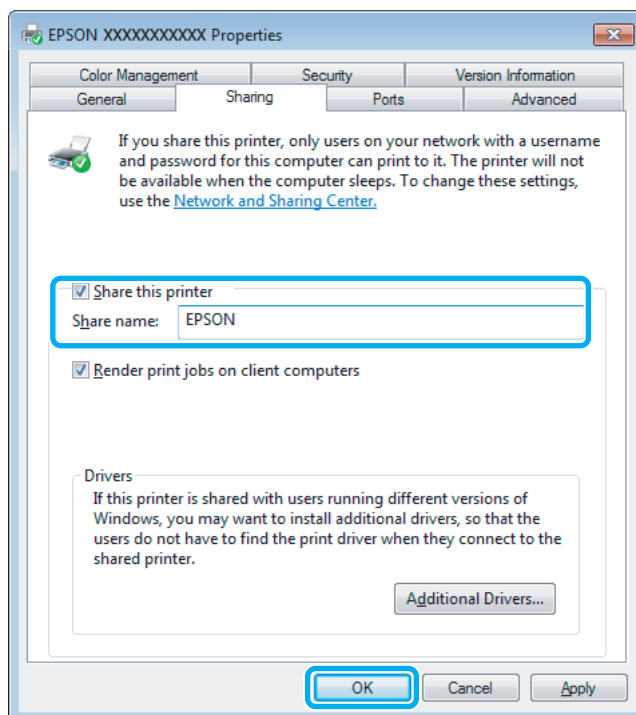 EPSON XXXXXXXXXXX Properties
Color Management Security Version Information
General Sharing Ports Advanced
If you share this printer, only users on your network with a username
and password for this computer can print to it. The printer will not
be available when the computer sleeps. To change these settings,
use the Network and Sharing Center.
Share this printer
Share name: EPSON
Render print jobs on client computers
Drivers
If this printer is shared with users running different versions of
Windows, you may want to install additional drivers, so that the
users do not have to find the print driver when they connect to the
shared printer.
Additional Drivers...
OK Cancel Apply